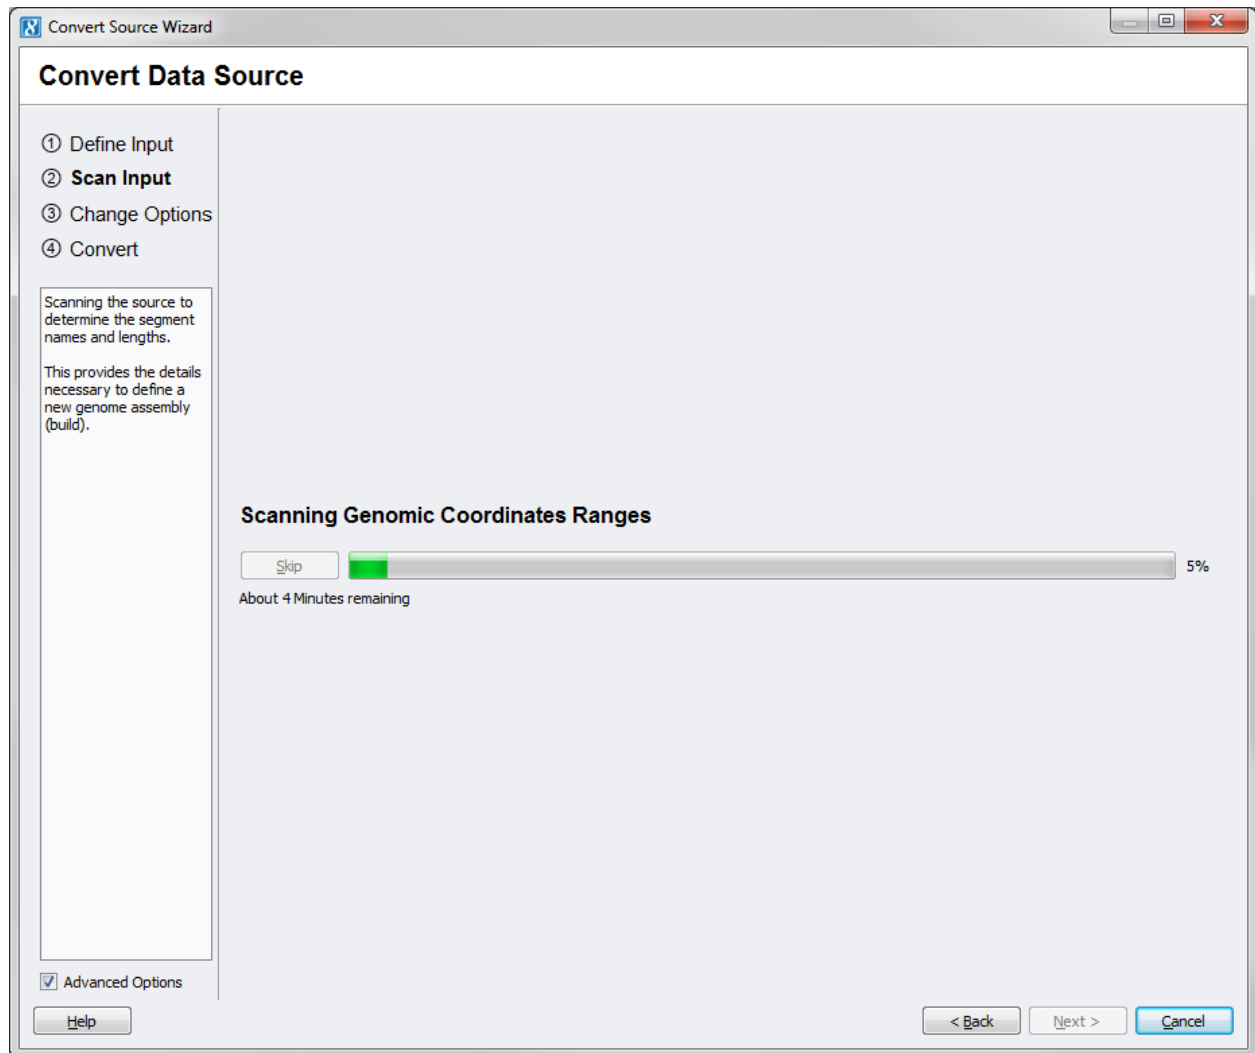 Convert Source Wizard
Convert Data Source
① Define Input
② Scan Input
③ Change Options
④ Convert
Scanning the source to
determine the segment
names and lengths.
This provides the details
necessary to define a
new genome assembly
(build).
Scanning Genomic Coordinates Ranges
Skip
5%
About 4 Minutes remaining
Advanced Options
Help
< Back
Next >
Cancel